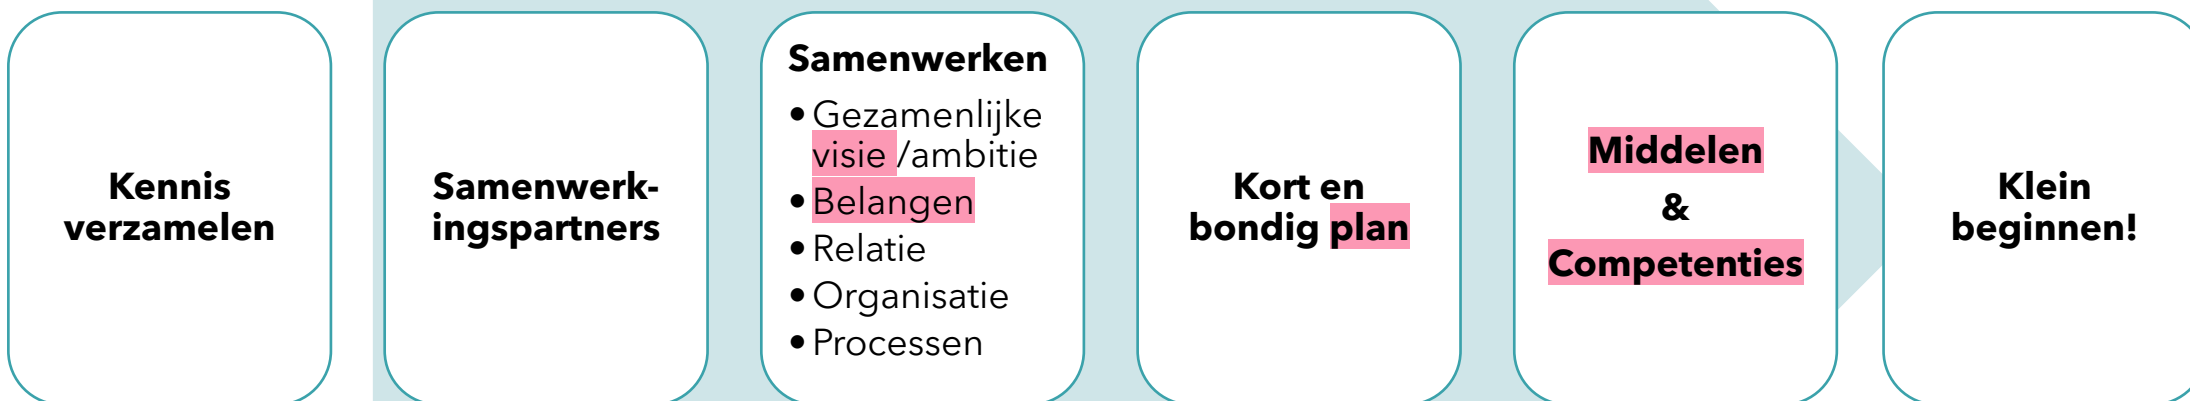 Kennis
verzamelen
Samenwerk-
ingspartners
Samenwerken
• Gezamenlijke
visie /ambitie
• Belangen
• Relatie
• Organisatie
• Processen
Kort en
bondig plan
Middelen
&
Competenties
Klein
beginnen!